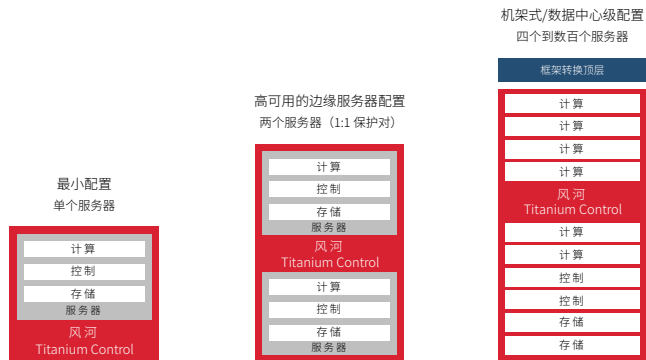 最小配置
单个服务器
计算
控制
存储
服务器
风河
Titanium Control
高可用的边缘服务器配置
两个服务器（1:1 保护对）
计算
控制
存储
服务器
风河
Titanium Control
计算
控制
存储
服务器
机架式/数据中心级配置
四个到数百个服务器
框架转换顶层
计算
计算
计算
计算
风河
Titanium Control
计算
计算
控制
控制
存储
存储